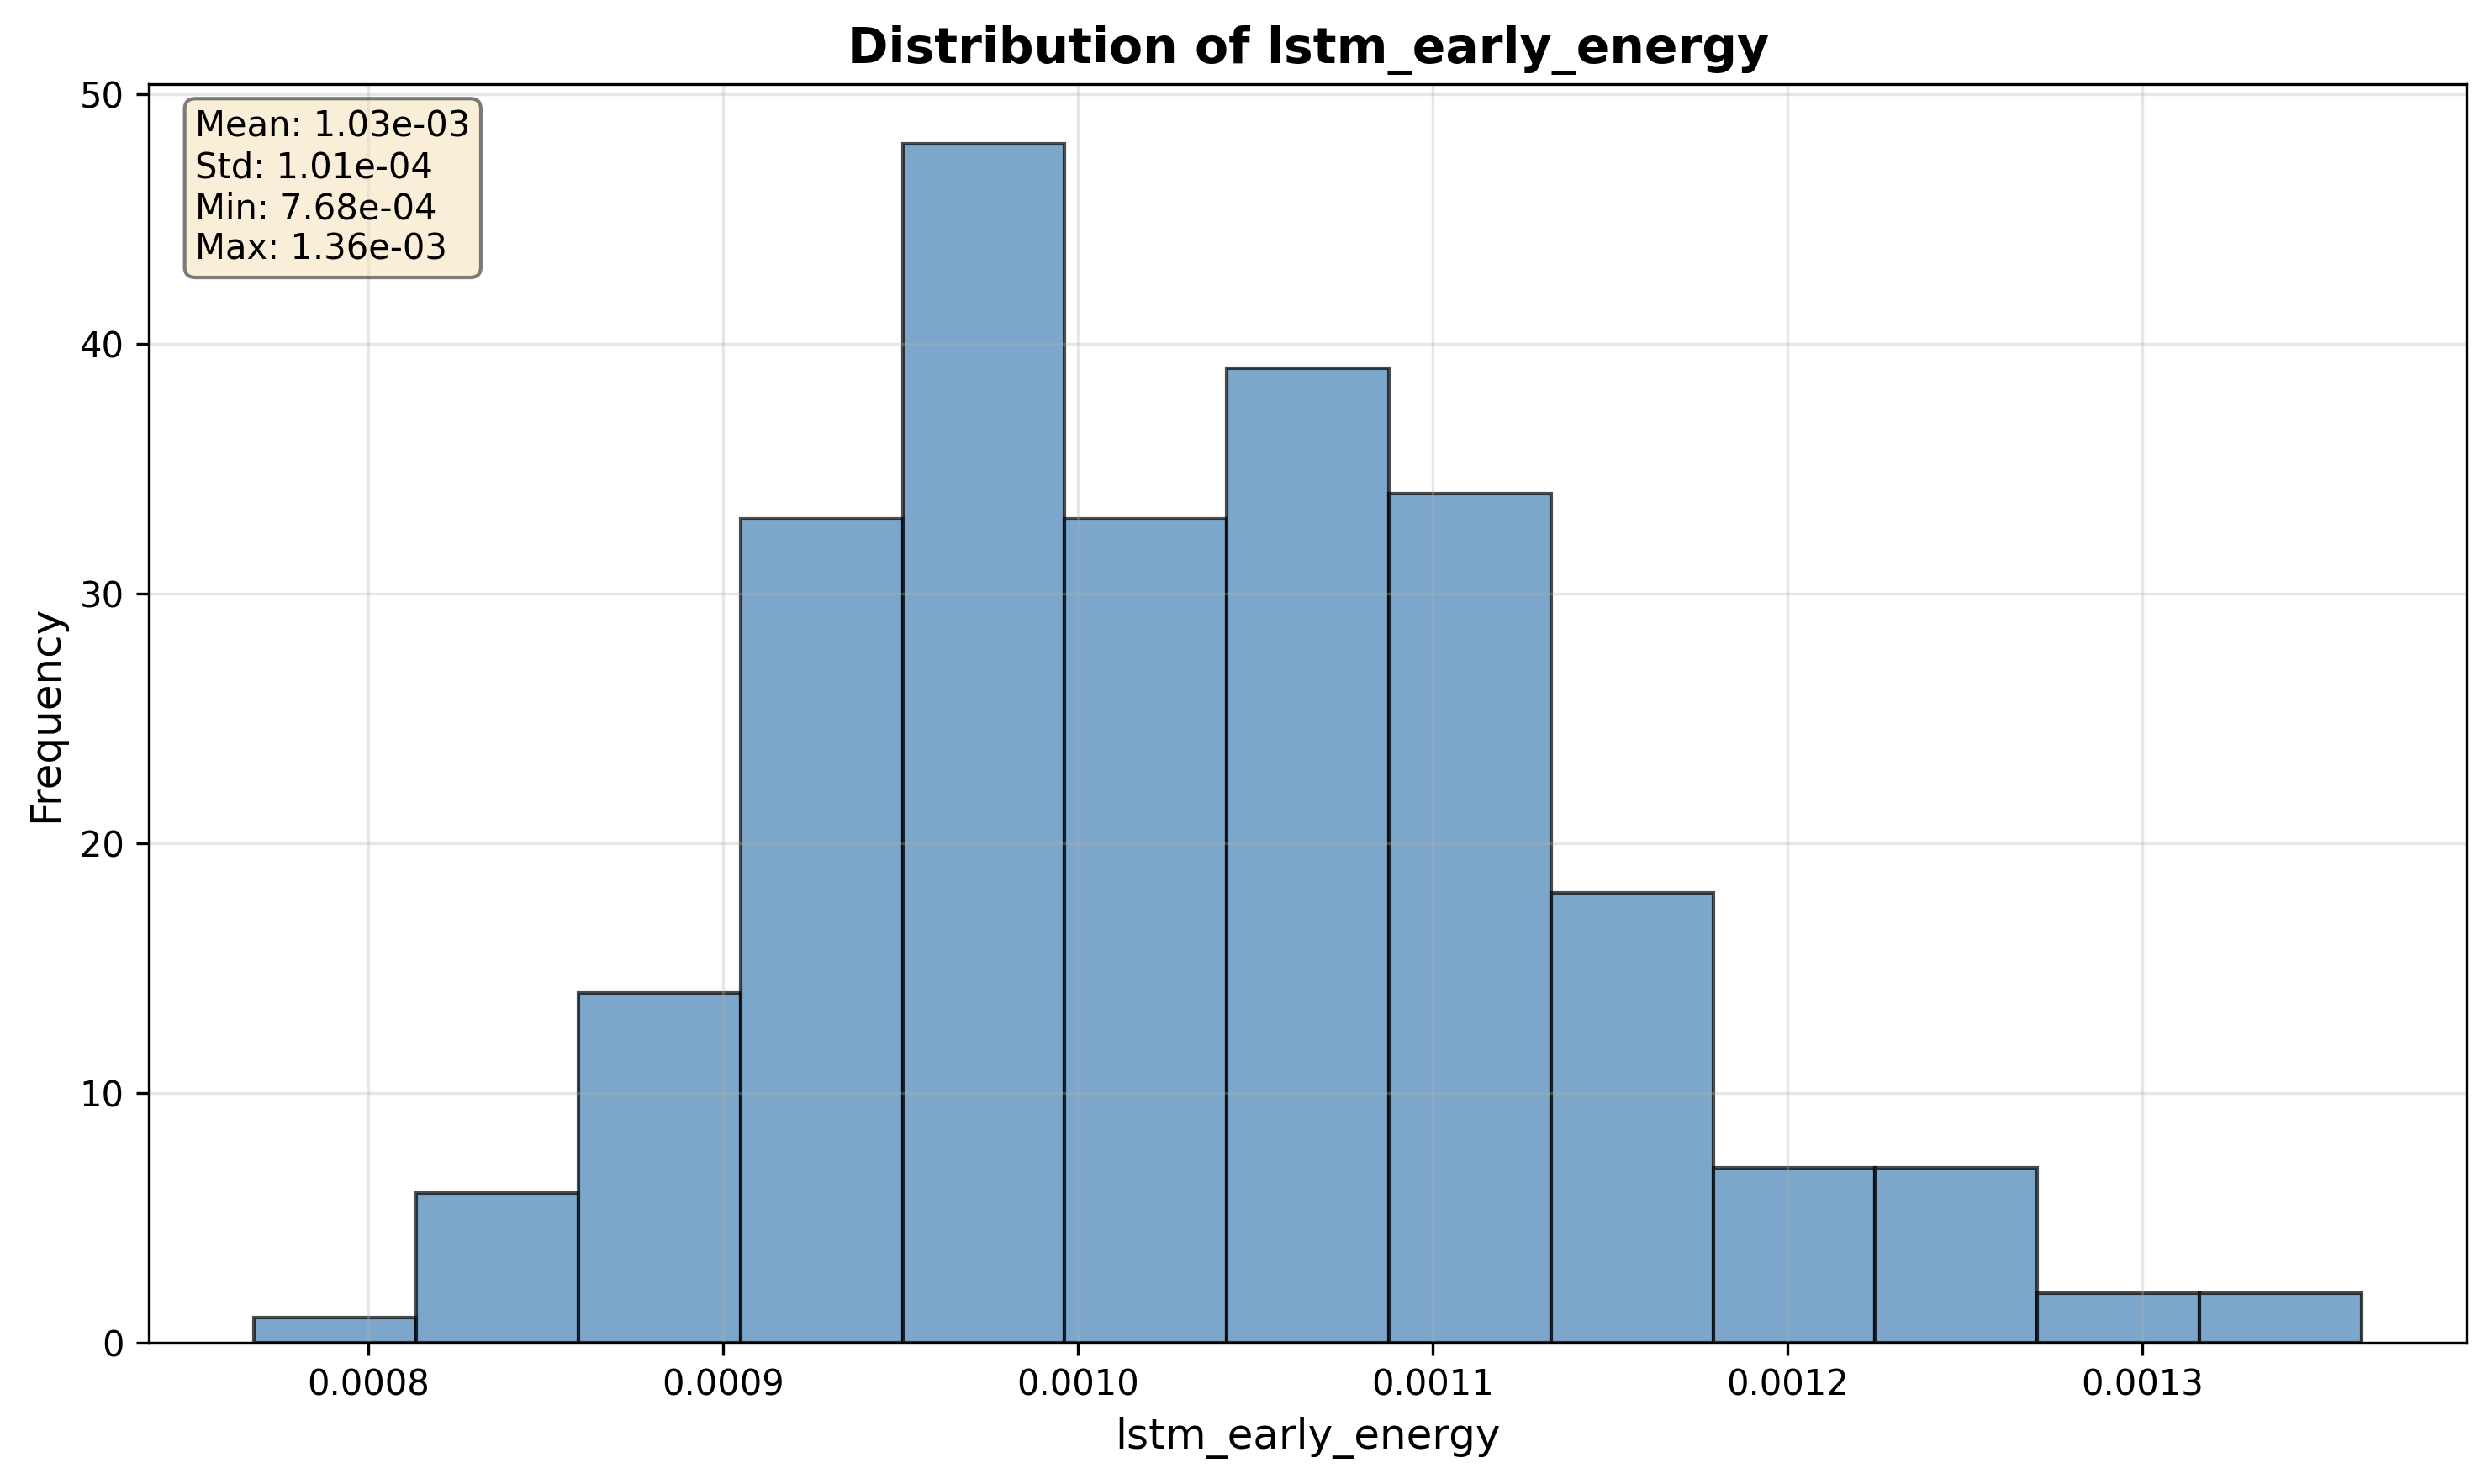 Distribution of lstm_early_energy
Mean: 1.03e-03
Std: 1.01e-04
Min: 7.68e-04
Max: 1.36e-03
Frequency
50
40
30
20
10
0
0.0008 0.0009 0.0010 0.0011 0.0012 0.0013
lstm_early_energy